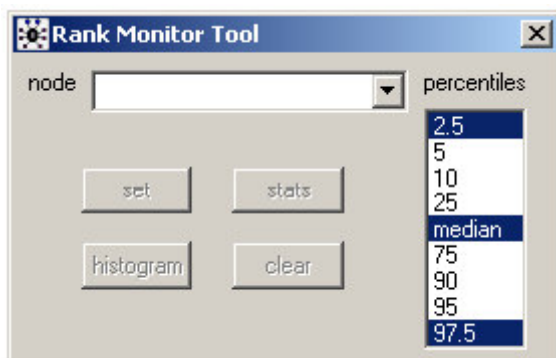 Rank Monitor Tool
node
percentiles
2.5
5
10
25
median
75
90
95
97.5
set
stats
histogram
clear